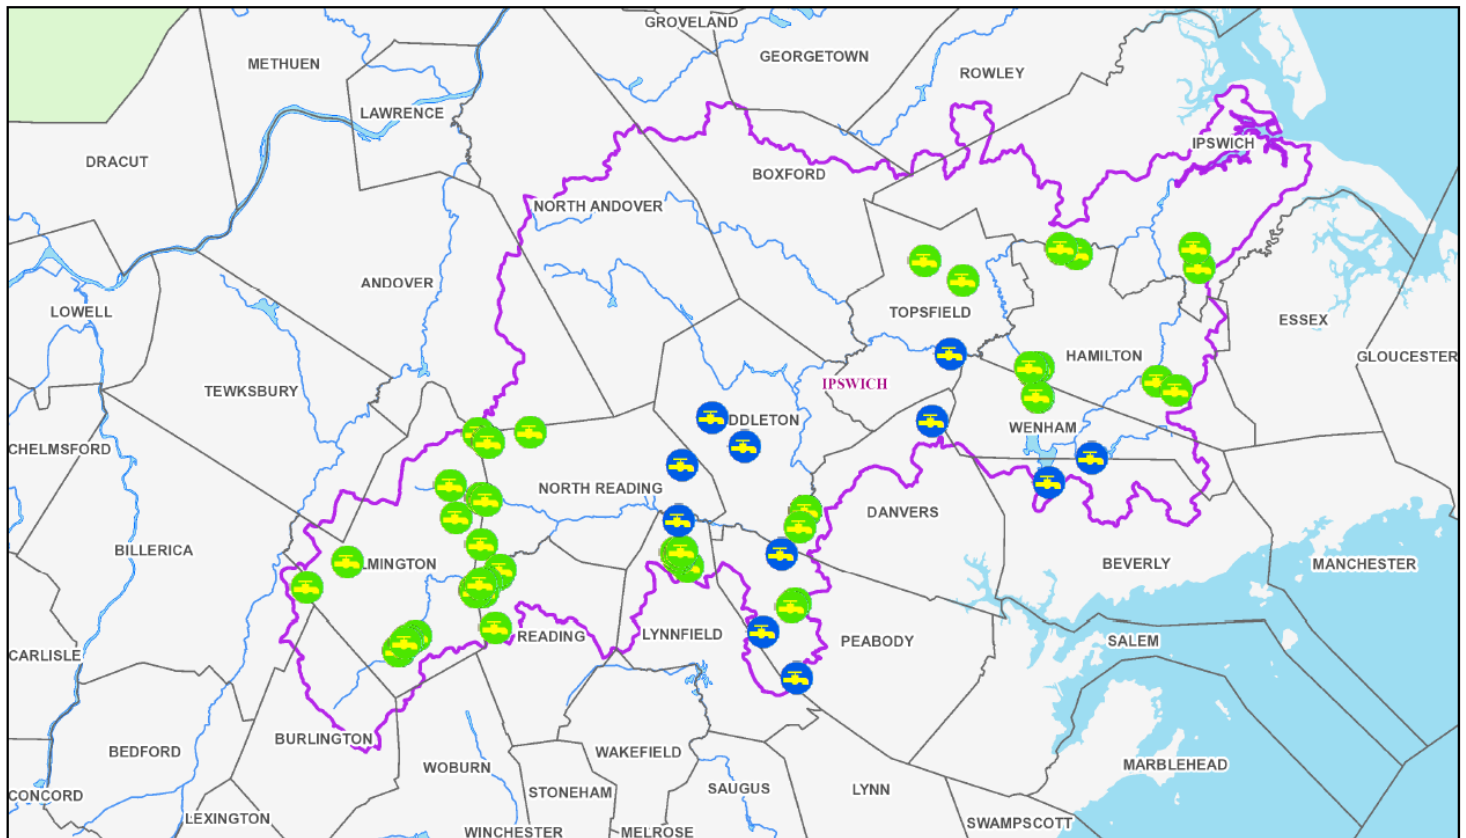 GROVELAND
GEORGETOWN
METHUEN
ROWLEY
LAWRENCE
IPSWICH
DRACUT
BOXFORD
NORTH ANDOVER
ANDOVER
LOWELL
TOPSFIELD
ESSEX
HAMILTON
GLOUCESTER
IPSWICH
TEWKSBURY
DDLETON
WENHAM
CHELMSFORD
NORTH READING
DANVERS
BILLERICA
LMINGTON
BEVERLY
MANCHESTER
READING
LYNNFIELD
PEABODY
SALEM
CARLISLE
BURLINGTON
BEDFORD
WAKEFIELD
WOBURN
MARBLEHEAD
SAUGUS
LYNN
STONEHAM
CONCORD
LEXINGTON
SWAMPSCOTT
WINCHESTER
MELROSE